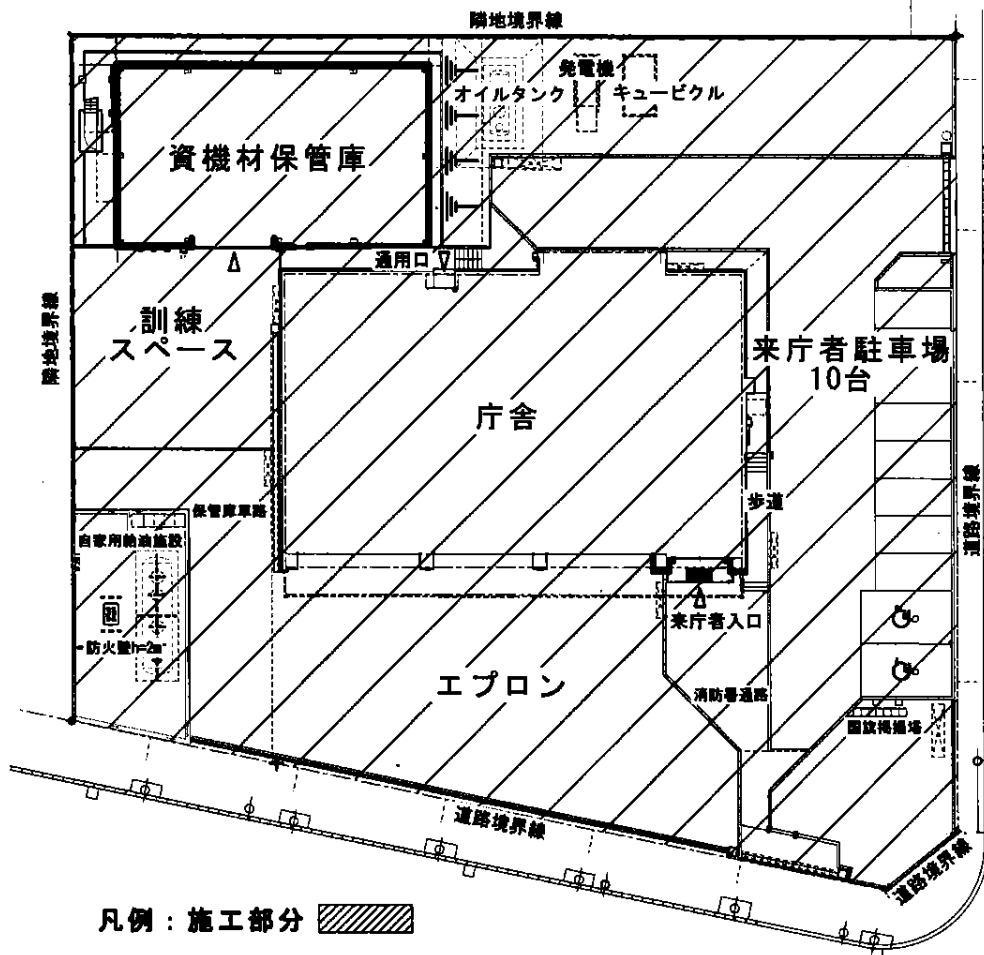 隣地境界線
発電機
オイルタンク
キュービクル
資機材保管庫
通用口
隣地境界線
訓練
スペース
来庁者駐車場
10台
庁舎
道路境界線
歩道
保管庫車路
自家用給油施設
来庁者入口
防火壁h=2m
エプロン
消防署通路
国旗掲揚塔
道路境界線
道路境界線
凡例：施工部分